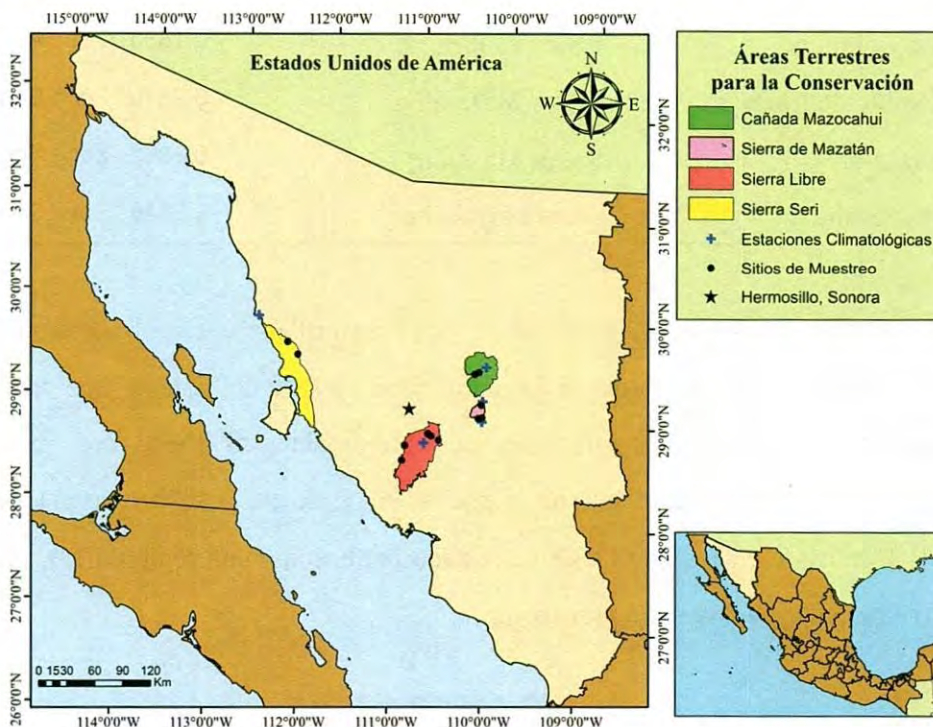 115°0'0"W 114°0'0"W 113°0'0"W 112°0'0"W 111°0'0"W 110°0'0"W 109°0'0"W
Estados Unidos de América
N
W E
S
32°0'0"N
31°0'0"N
30°0'0"N
29°0'0"N
28°0'0"N
27°0'0"N
26°0'0"N
32°0'0"N
31°0'0"N
30°0'0"N
29°0'0"N
28°0'0"N
27°0'0"N
0 15 30 60 90 120
Km
114°0'0"W 113°0'0"W 112°0'0"W 111°0'0"W 110°0'0"W 109°0'0"W
Áreas Terrestres
para la Conservación
Cañada Mazocahui
Sierra de Mazatán
Sierra Libre
Sierra Seri
Estaciones Climatológicas
Sitios de Muestreo
Hermosillo, Sonora